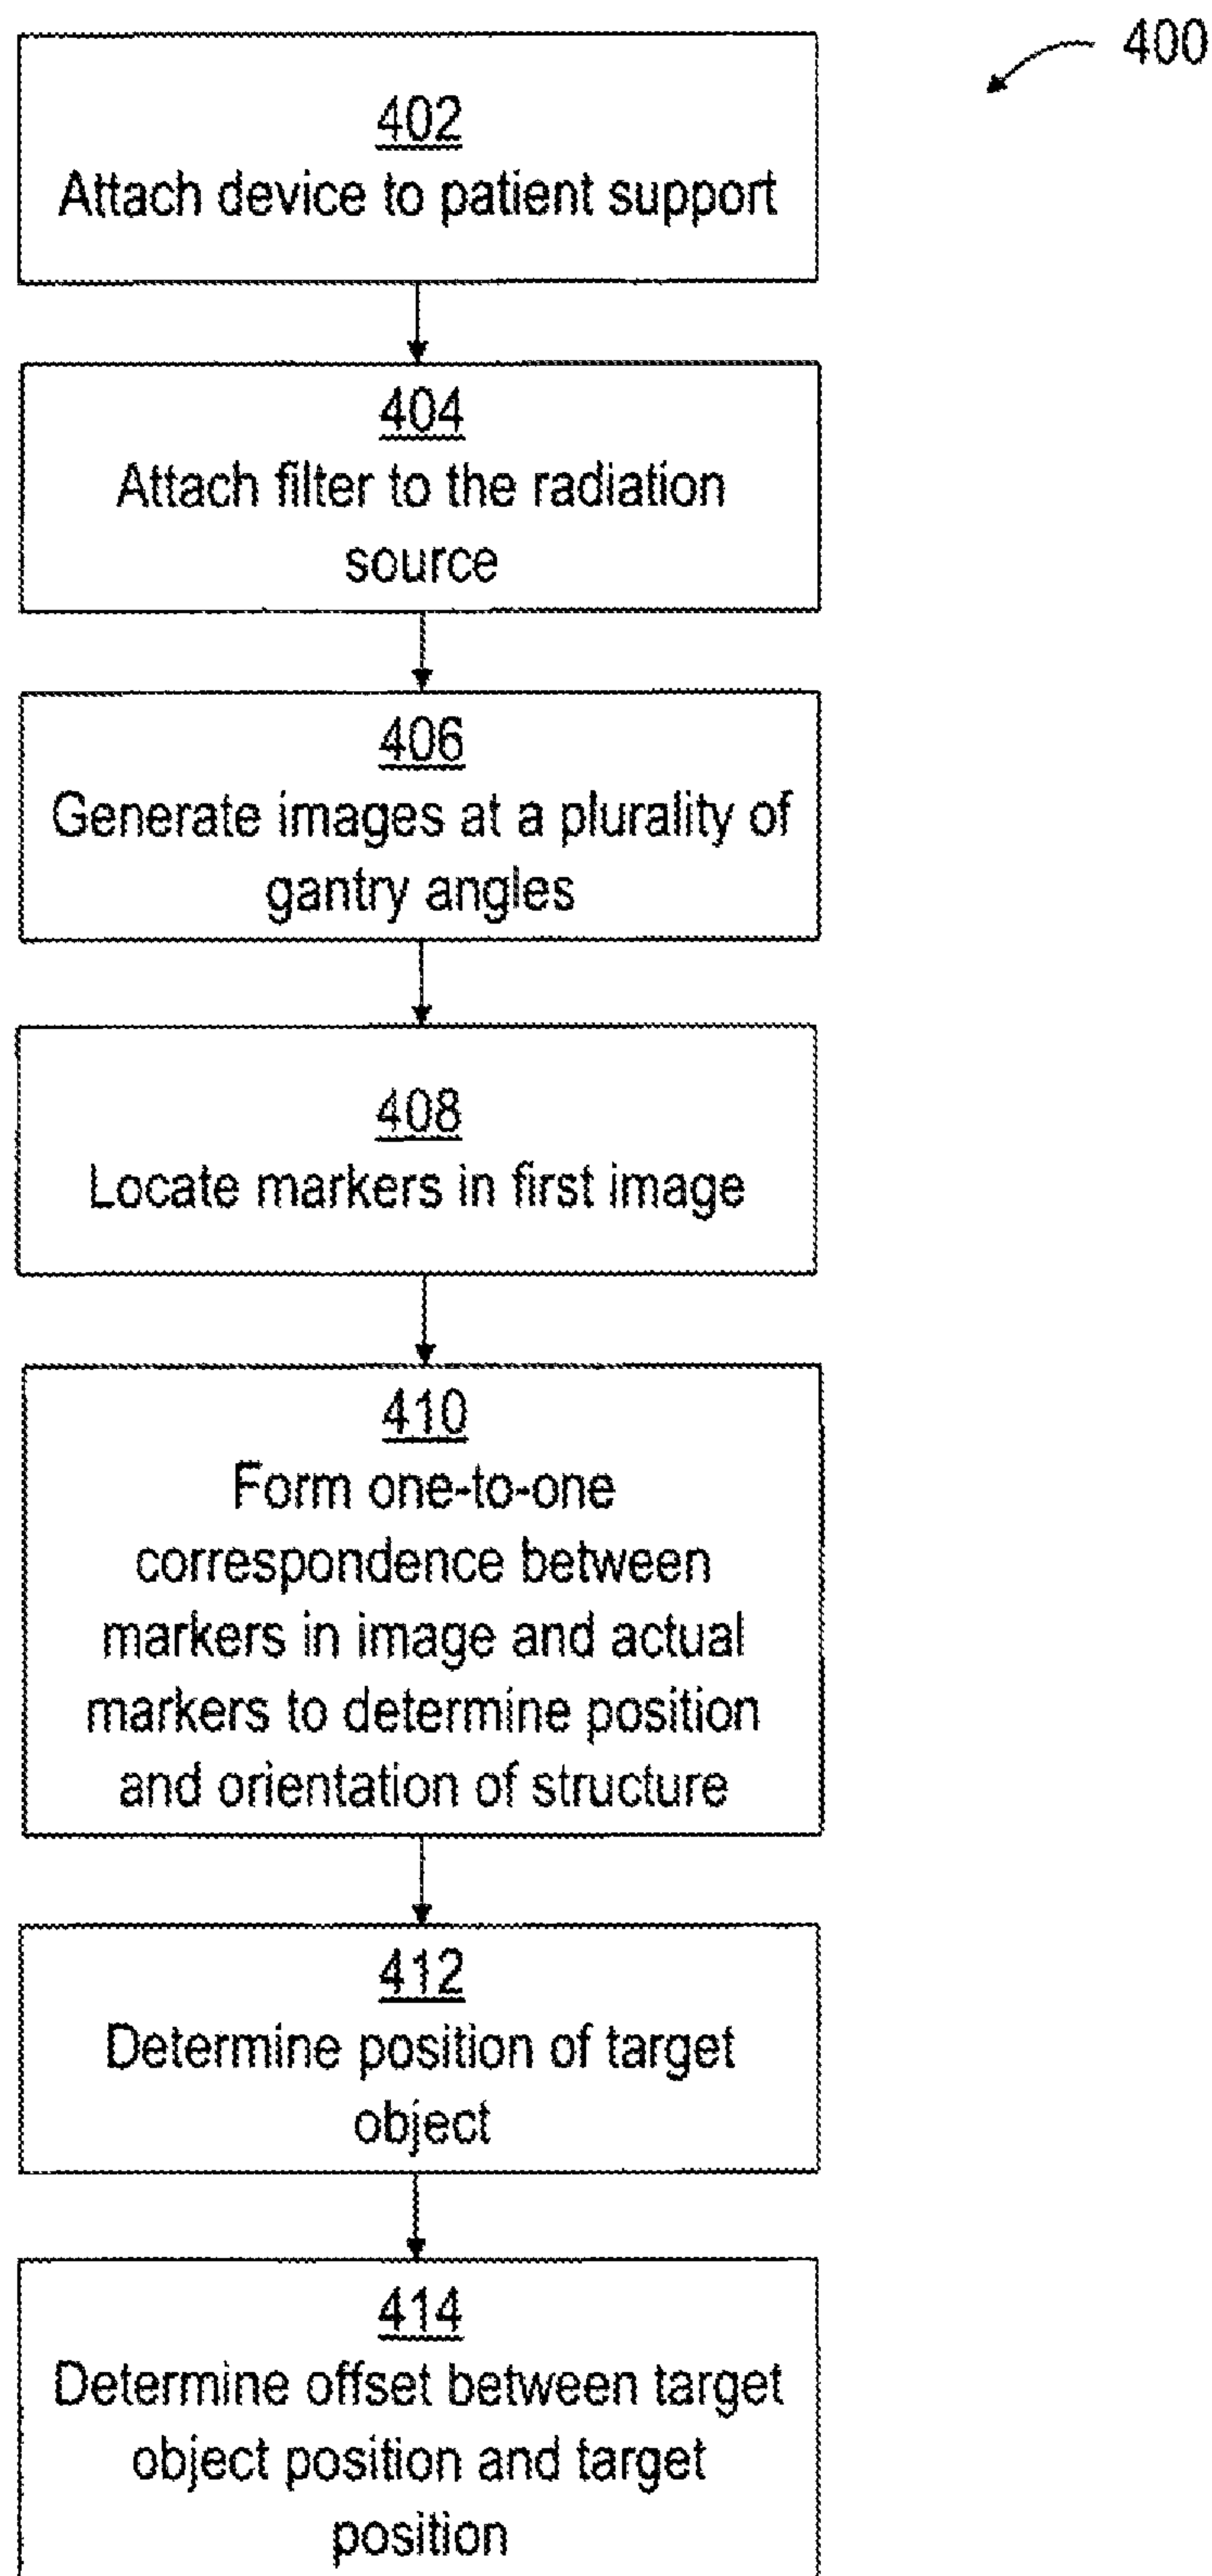 400
402
Attach device to patient support
404
Attach filter to the radiation
source
406
Generate images at a plurality of
gantry angles
408
Locate markers in first image
410
Form one-to-one
correspondence between
markers in image and actual
markers to determine position
and orientation of structure
412
Determine position of target
object
414
Determine offset between target
object position and target
position